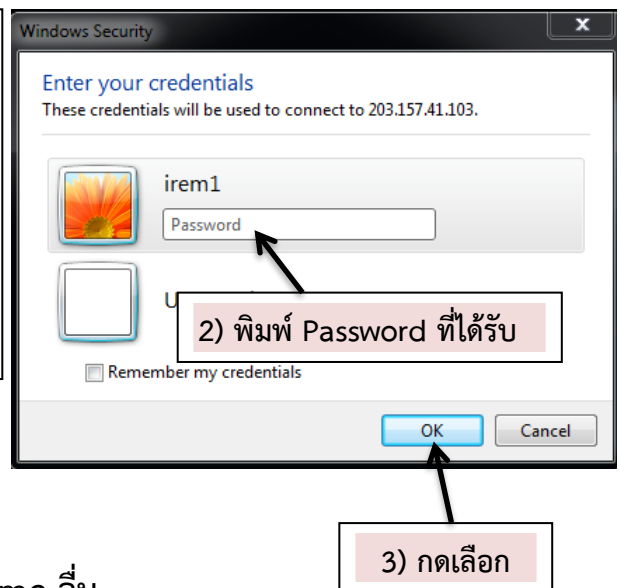 Windows Security
x
Enter your credentials
These credentials will be used to connect to 203.157.41.103.
irem1
Password
2) พิมพ์ Password ที่ได้รับ
Remember my credentials
OK
Cancel
3) กดเลือก